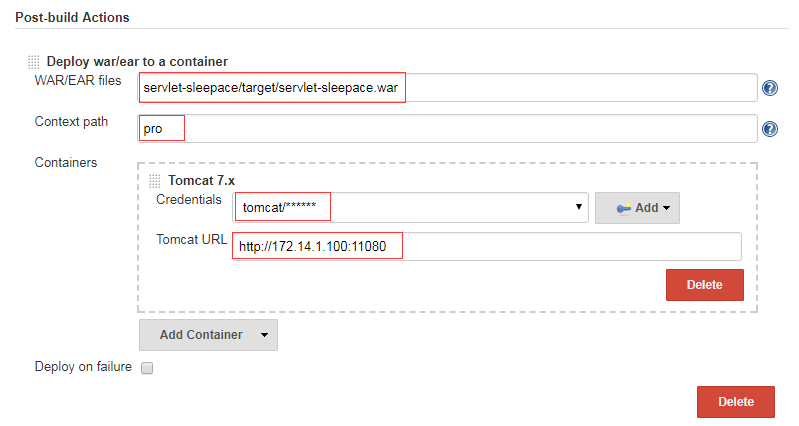 Post-build Actions
Deploy war/ear to a container
WAR/EAR files
servlet-sleepace/target/servlet-sleepace.war
?
Context path
pro
?
Containers
Tomcat 7.x
Credentials
tomcat/******
Add
Tomcat URL
http://172.14.1.100:11080
Delete
Add Container
Deploy on failure
Delete